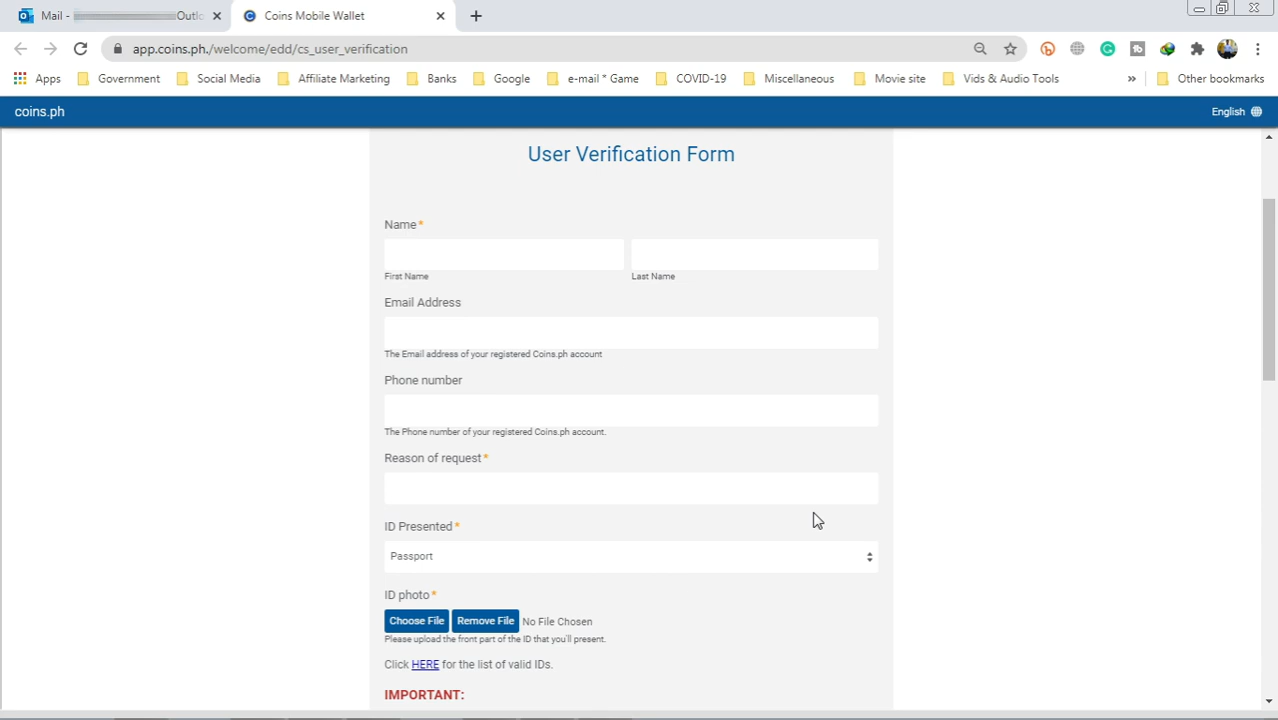 Mail - Outlo
Coins Mobile Wallet
app.coins.ph./welcome/edd/cs_user_verification
Apps Government Social Media Affiliate Marketing Banks Google e-mail * Game COVID-19 Miscellaneous Movie site Vids & Audio Tools » Other bookmarks
coins.ph English
User Verification Form
Name*
First Name Last Name
Email Address
The Email address of your registered Coins.ph account
Phone number
The Phone number of your registered Coins.ph account.
Reason of request*
ID Presented*
Passport
ID photo*
Choose File Remove File No File Chosen
Please upload the front part of the ID that you'll present.
Click HERE for the list of valid IDs.
IMPORTANT: